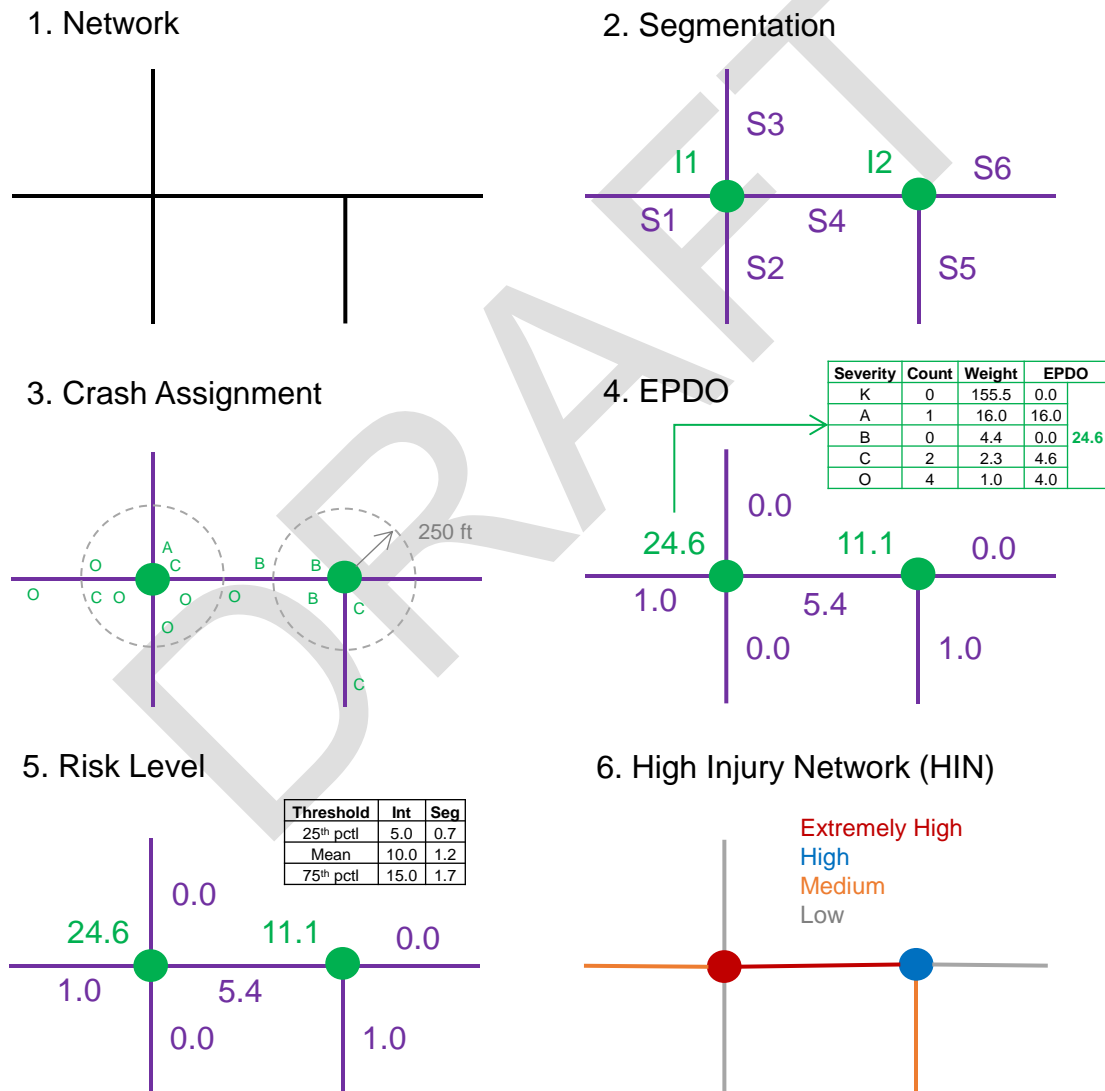 1. Network
2. Segmentation
S3
I1
I2
S6
S1
S4
S2
S5
3. Crash Assignment
A
O
C
B
B
O
C
O
O
O
B
C
O
C
250 ft
4. EPDO
Severity Count Weight EPDO
K 0 155.5 0.0
A 1 16.0 16.0
B 0 4.4 0.0 24.6
C 2 2.3 4.6
O 4 1.0 4.0
0.0
24.6
11.1
0.0
1.0
5.4
0.0
1.0
5. Risk Level
Threshold Int Seg
25th pctl 5.0 0.7
Mean 10.0 1.2
75th pctl 15.0 1.7
0.0
24.6
11.1
0.0
1.0
5.4
0.0
1.0
6. High Injury Network (HIN)
Extremely High
High
Medium
Low
DRAFT